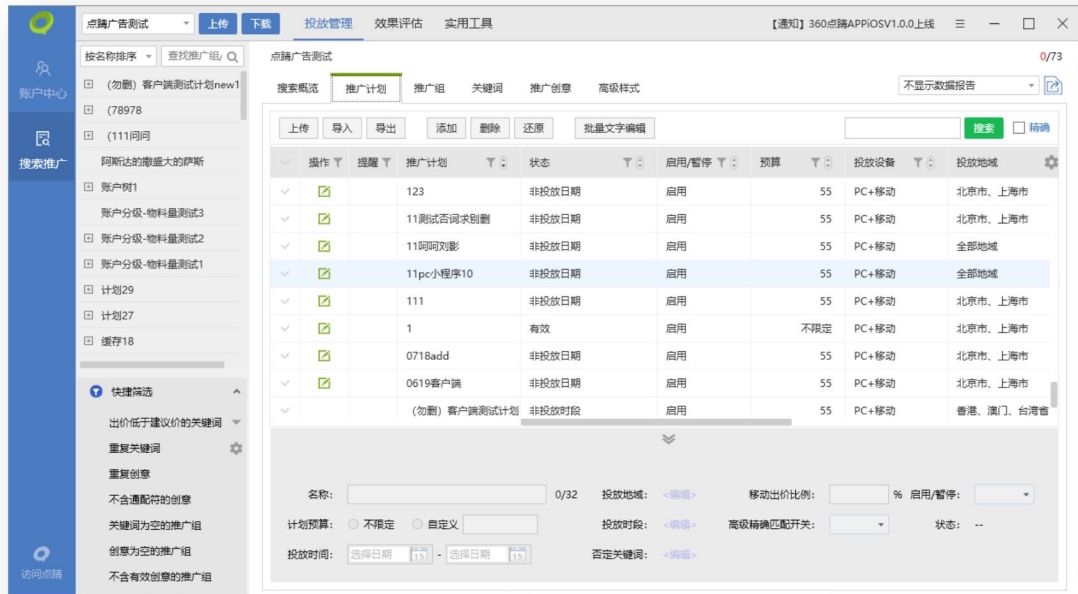 点睛广告测试 上传 下载 投放管理 效果评估 实用工具 【通知】360点睛APPiOSV1.0.0上线
账户中心
搜索推广
访问点睛
按名称排序 查找推广组/
(勿删) 客户端测试计划new1
(78978
(111问问
阿斯达的撒盛大的萨斯
账户树1
账户分级-物料量测试3
账户分级-物料量测试2
账户分级-物料量测试1
计划29
计划27
缓存18
快捷筛选
出价低于建议价的关键词
重复关键词
重复创意
不含通配符的创意
关键词为空的推广组
创意为空的推广组
不含有效创意的推广组
点睛广告测试 0/73
搜索概览 推广计划 推广组 关键词 推广创意 高级样式 不显示数据报告
上传 导入 导出 添加 删除 还原 批量文字编辑 搜索 精确
操作 提醒 推广计划 状态 启用/暂停 预算 投放设备 投放地域
123 非投放日期 启用 55 PC+移动 北京市、上海市
11测试否词求别删 非投放日期 启用 55 PC+移动 北京市、上海市
11呵呵刘影 非投放日期 启用 55 PC+移动 全部地域
11pc小程序10 非投放日期 启用 55 PC+移动 全部地域
111 非投放日期 启用 55 PC+移动 北京市、上海市
1 有效 启用 不限定 PC+移动 北京市、上海市
0718add 非投放日期 启用 55 PC+移动 北京市、上海市
0619客户端 非投放日期 启用 55 PC+移动 北京市、上海市
(勿删) 客户端测试计划 非投放时段 启用 55 PC+移动 香港、澳门、台湾省
名称: 0/32 投放地域: <编辑> 移动出价比例: % 启用/暂停:
计划预算: 不限定 自定义 投放时段: <编辑> 高级精确匹配开关: 状态: --
投放时间: 选择日期 15 - 选择日期 15 否定关键词: <编辑>